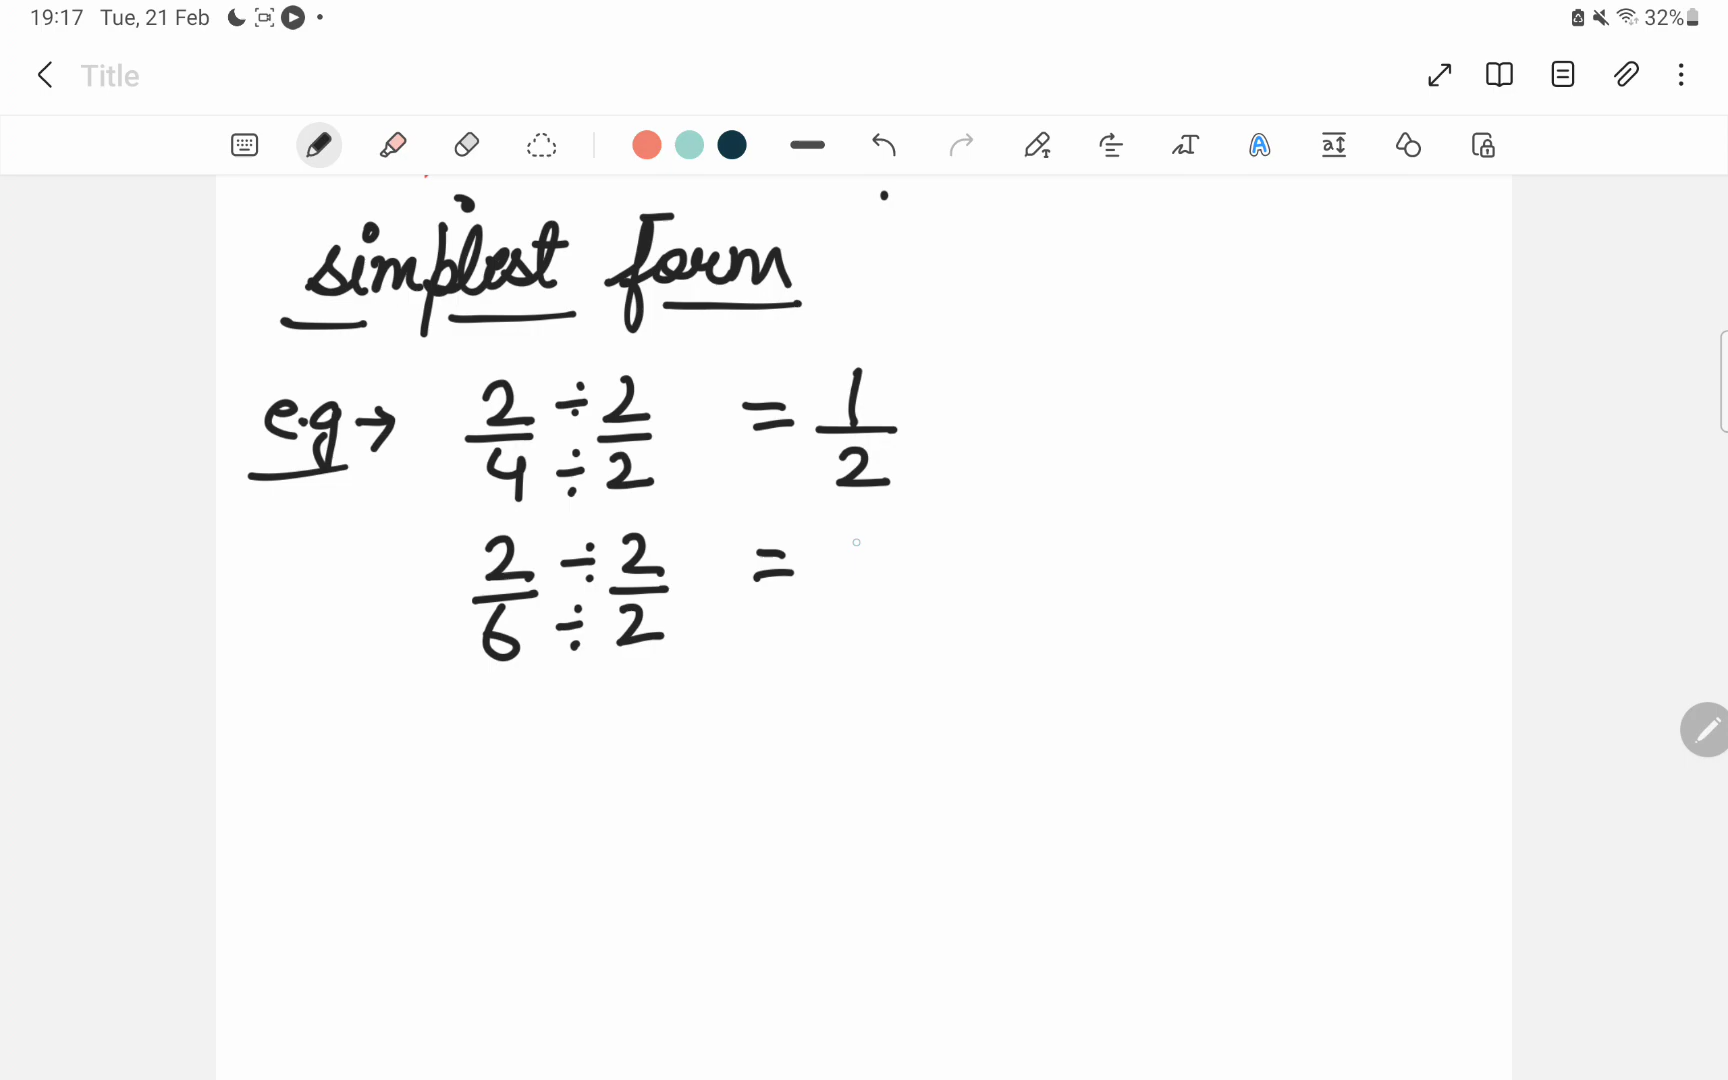 19:17 Tue, 21 Feb 32%
Title
simplest form
e.g → 2/4 ÷ 2/2 = 1/2
2/6 ÷ 2/2 =